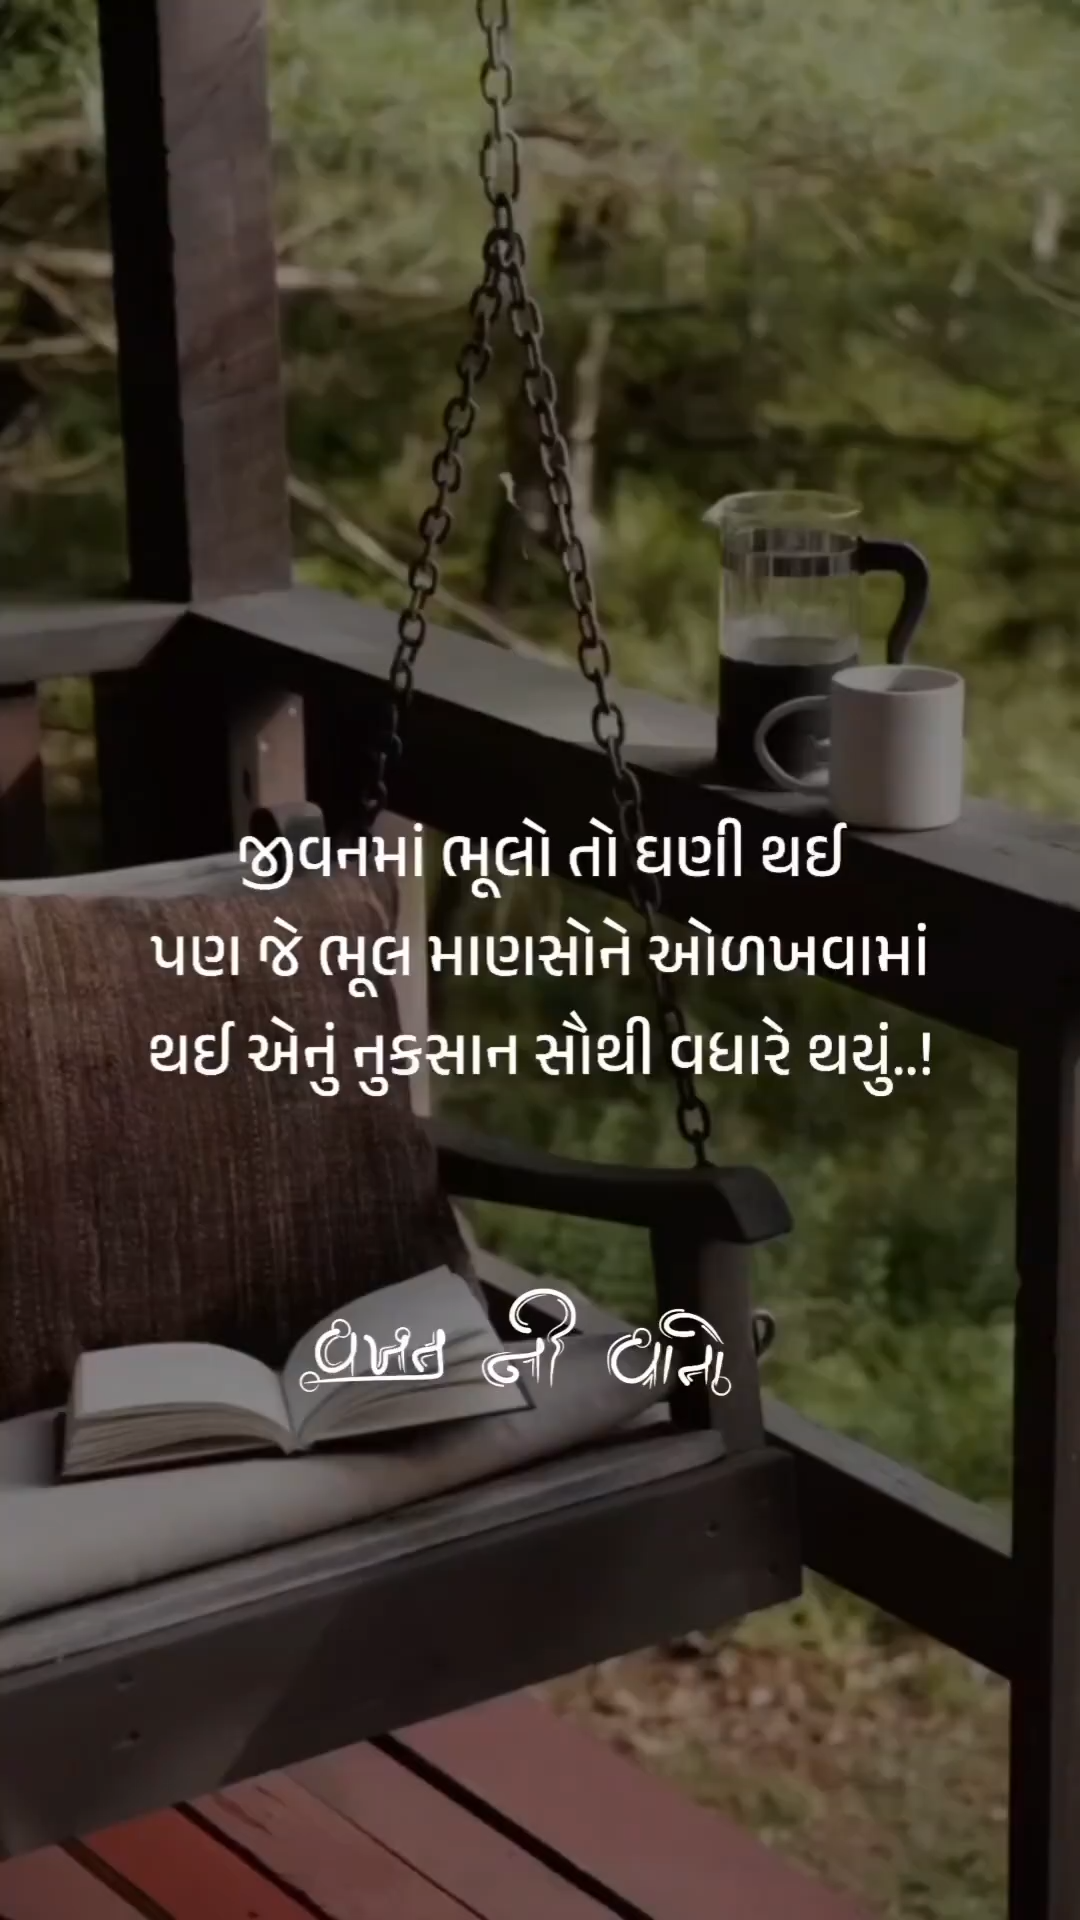 જીવનમાં ભૂલો તો ઘણી થઈ
પણ જે ભૂલ માણસોને ઓળખવામાં
થઈ એનું નુકસાન સૌથી વધારે થયું..!
વખત ની વાતો